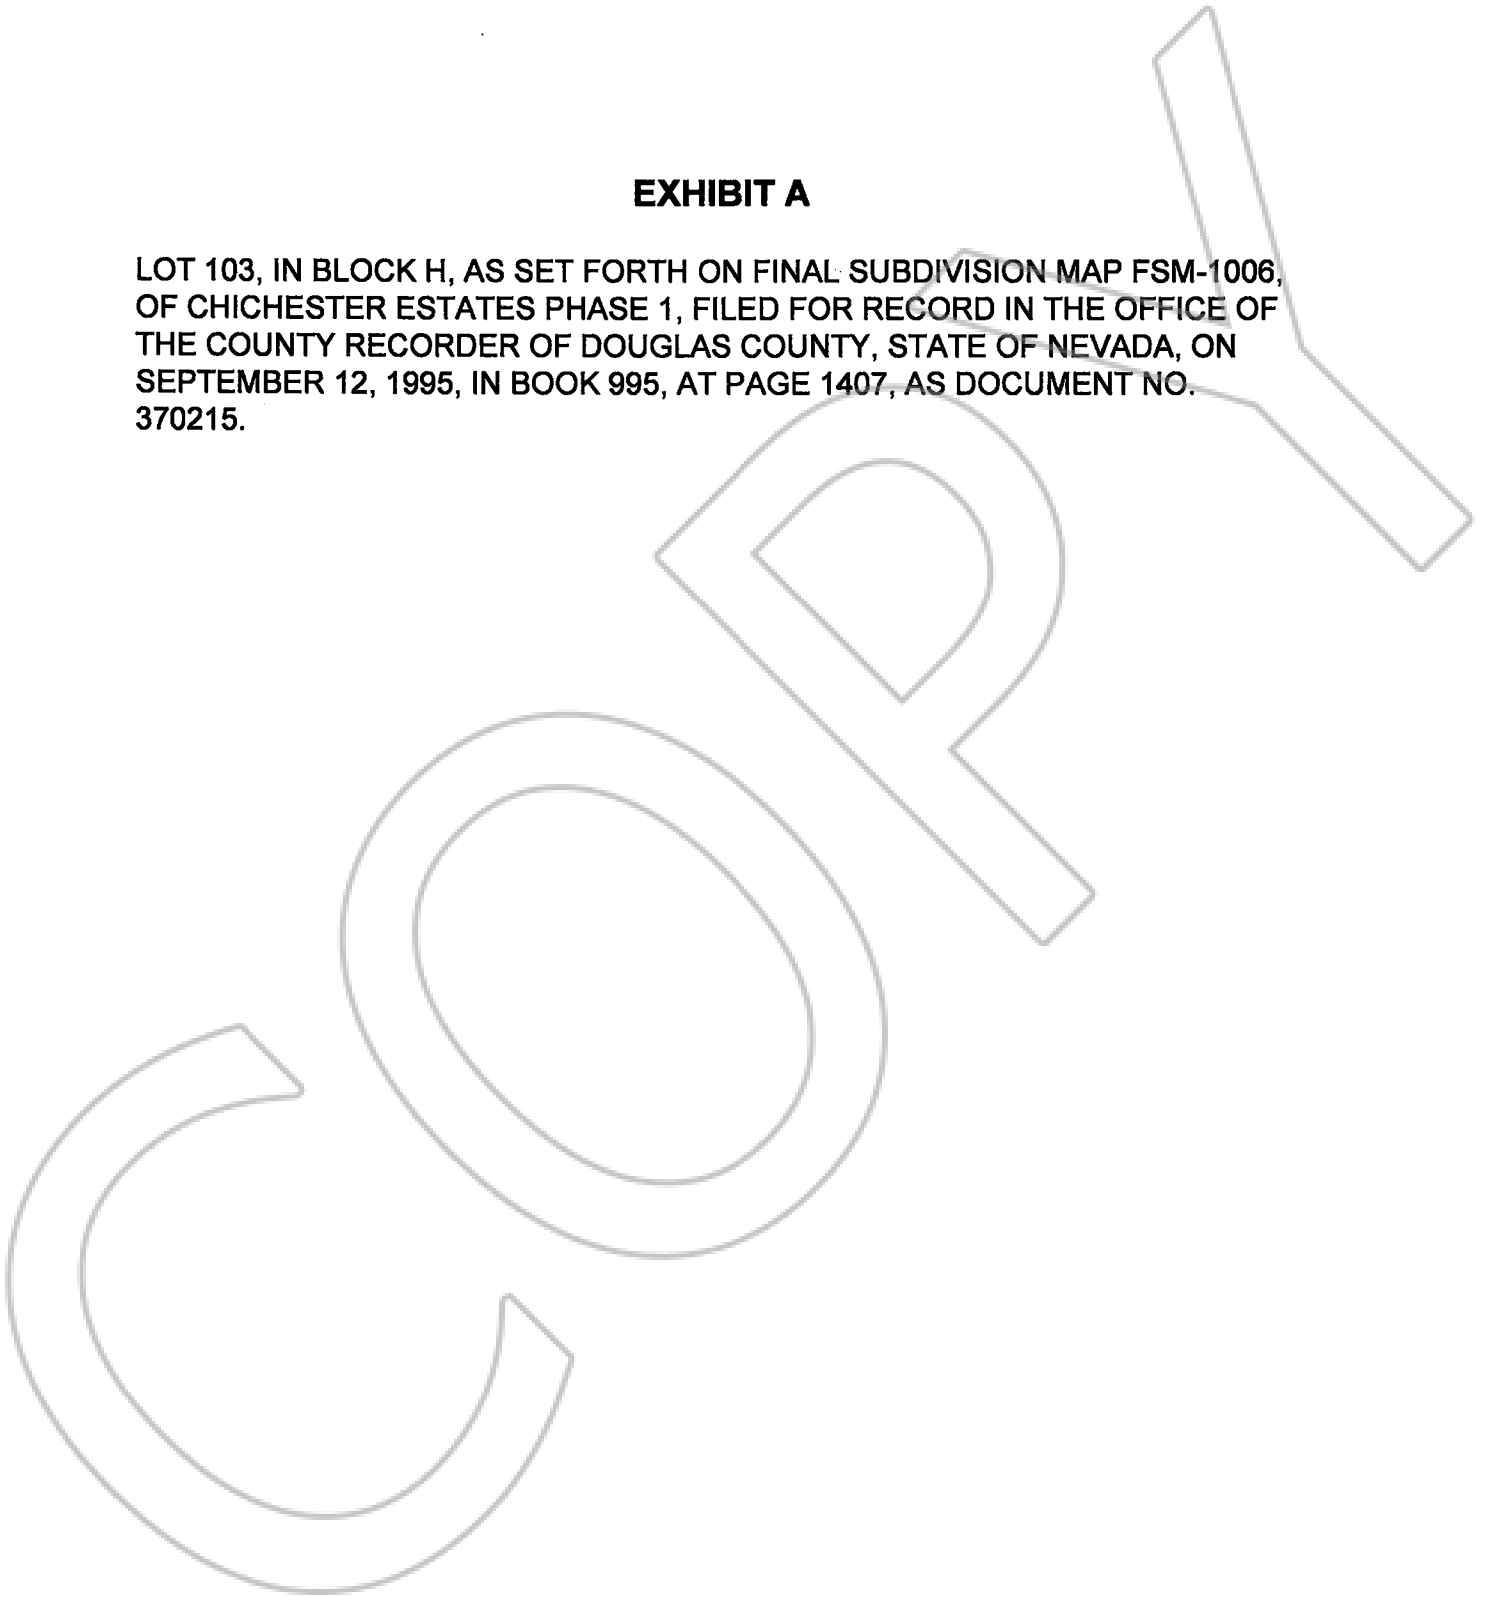 EXHIBIT A
LOT 103, IN BLOCK H, AS SET FORTH ON FINAL SUBDIVISION MAP FSM-1006,
OF CHICHESTER ESTATES PHASE 1, FILED FOR RECORD IN THE OFFICE OF
THE COUNTY RECORDER OF DOUGLAS COUNTY, STATE OF NEVADA, ON
SEPTEMBER 12, 1995, IN BOOK 995, AT PAGE 1407, AS DOCUMENT NO.
370215.
COPY